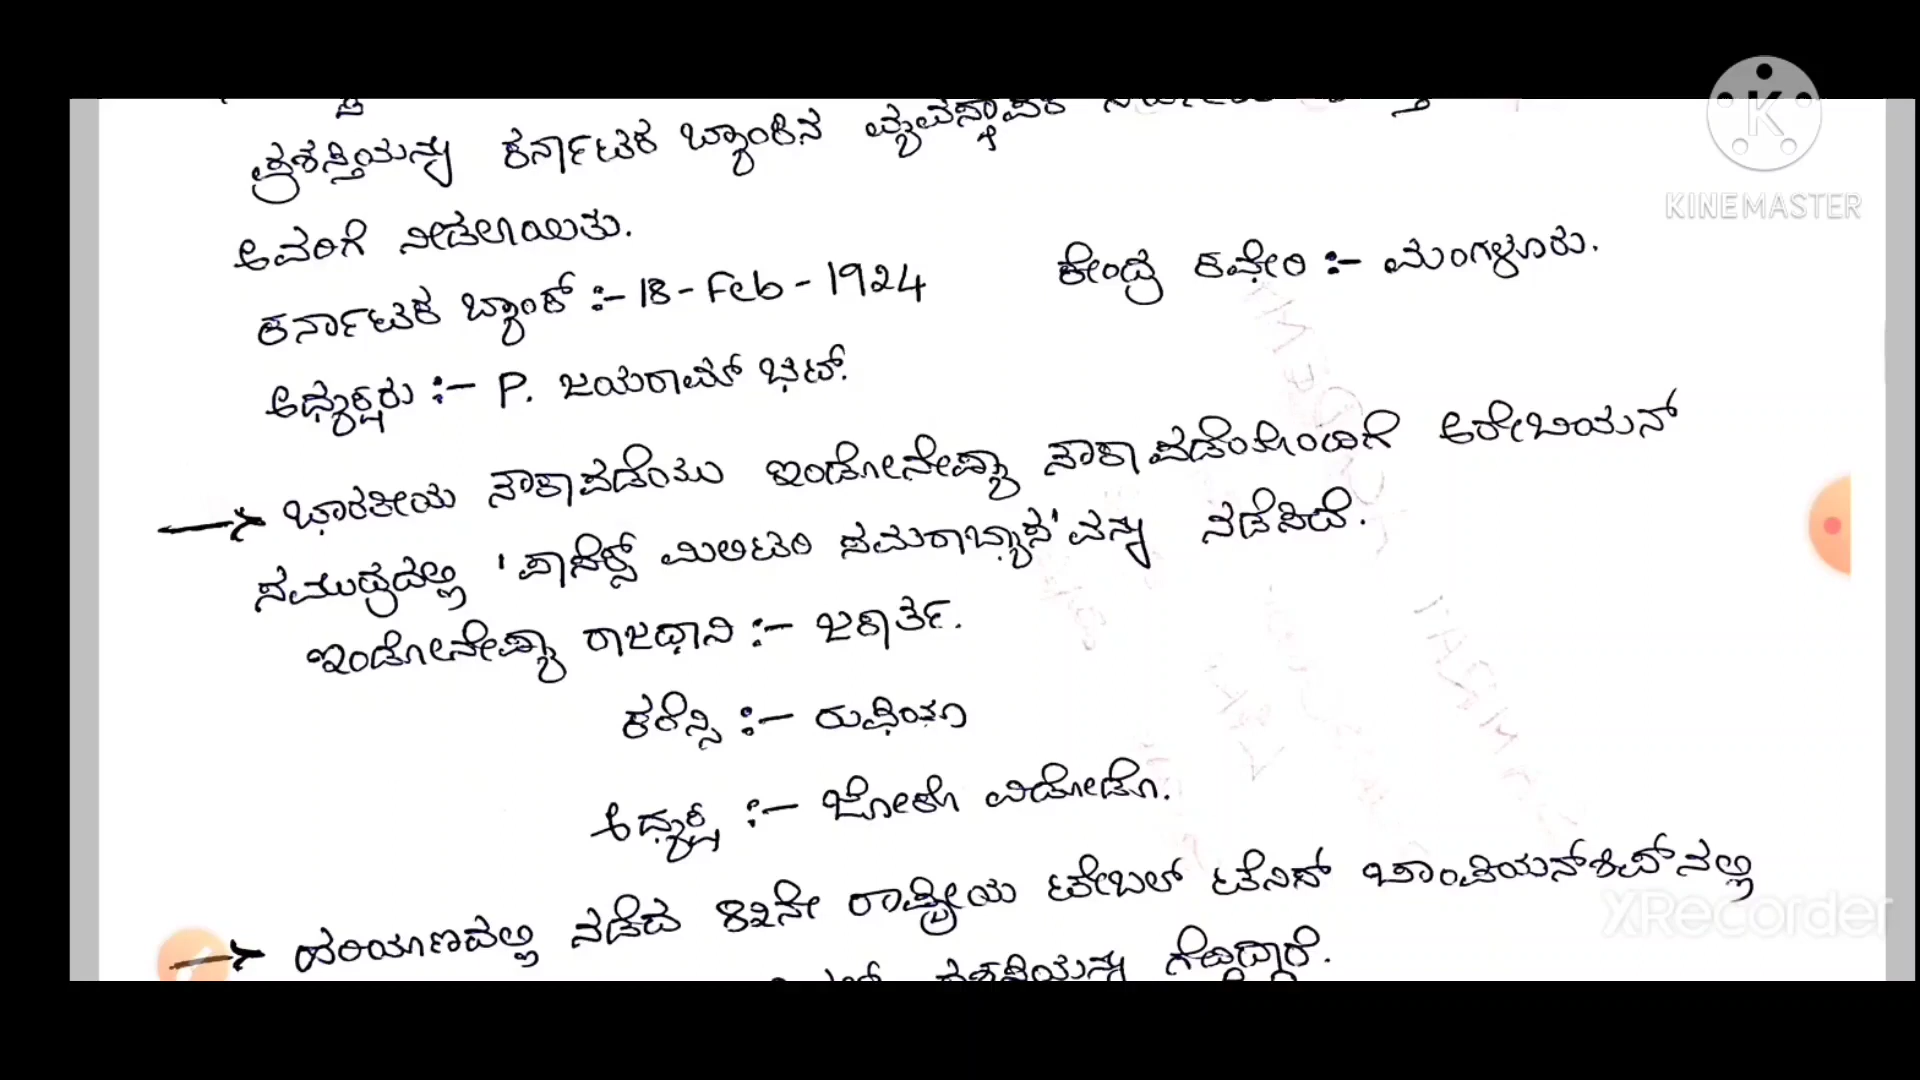 ಪ್ರಶಸ್ತಿಯನ್ನು ಕರ್ನಾಟಕ ಬ್ಯಾಂಕಿನ ವ್ಯವಸ್ಥಾಪಕ
ಅವರಿಗೆ ನೀಡಲಾಯಿತು.
ಕರ್ನಾಟಕ ಬ್ಯಾಂಕ್ :- 18-Feb-1924 ಕೇಂದ್ರ ಕಛೇರಿ :- ಮಂಗಳೂರು.
ಅಧ್ಯಕ್ಷರು :- P. ಜಯರಾಮ್ ಭಟ್.
→ ಭಾರತೀಯ ನೌಕಾಪಡೆಯು ಇಂಡೋನೇಷ್ಯಾ ನೌಕಾಪಡೆಯೊಂದಿಗೆ ಅರೇಬಿಯನ್
ಸಮುದ್ರದಲ್ಲಿ 'ಪಾಸೆಕ್ಸ್ ಮಿಲಿಟರಿ ಸಮರಾಭ್ಯಾಸ'ವನ್ನು ನಡೆಸಿದೆ.
ಇಂಡೋನೇಷ್ಯಾ ರಾಜಧಾನಿ :- ಜಕಾರ್ತ.
ಕರೆನ್ಸಿ :- ರುಪಿಯಾ
ಅಧ್ಯಕ್ಷ :- ಜೋಕೊ ವಿಡೋಡೊ.
→ ಹರಿಯಾಣದಲ್ಲಿ ನಡೆದ 82ನೇ ರಾಷ್ಟ್ರೀಯ ಟೇಬಲ್ ಟೆನಿಸ್ ಚಾಂಪಿಯನ್‌ಶಿಪ್‌ನಲ್ಲಿ
ಗೆದ್ದಿದ್ದಾರೆ.
KINEMASTER
XRecorder